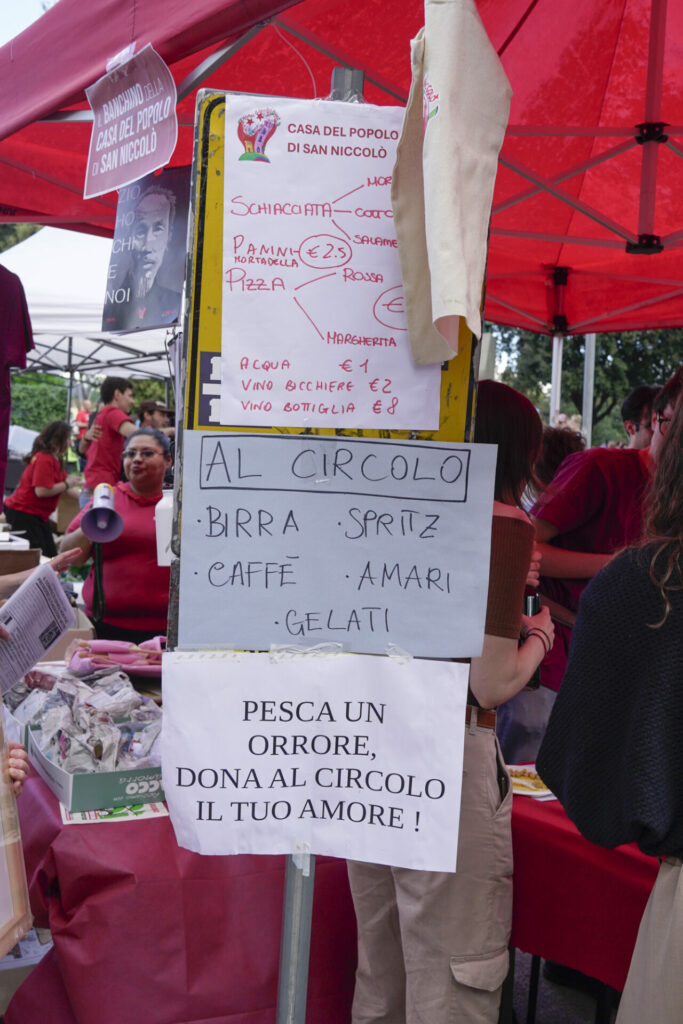 IL BANCHINO DELLA
CASA DEL POPOLO
DI SAN NICCOLÒ
CASA DEL POPOLO
DI SAN NICCOLÒ
SCHIACCIATA
COTTO
SALAME
PANINI
MORTADELLA
€ 2.5
PIZZA
ROSSA
€
MARGHERITA
ACQUA € 1
VINO BICCHIERE € 2
VINO BOTTIGLIA € 8
AL CIRCOLO
· BIRRA · SPRITZ
· CAFFÈ · AMARI
· GELATI
PESCA UN
ORRORE,
DONA AL CIRCOLO
IL TUO AMORE !